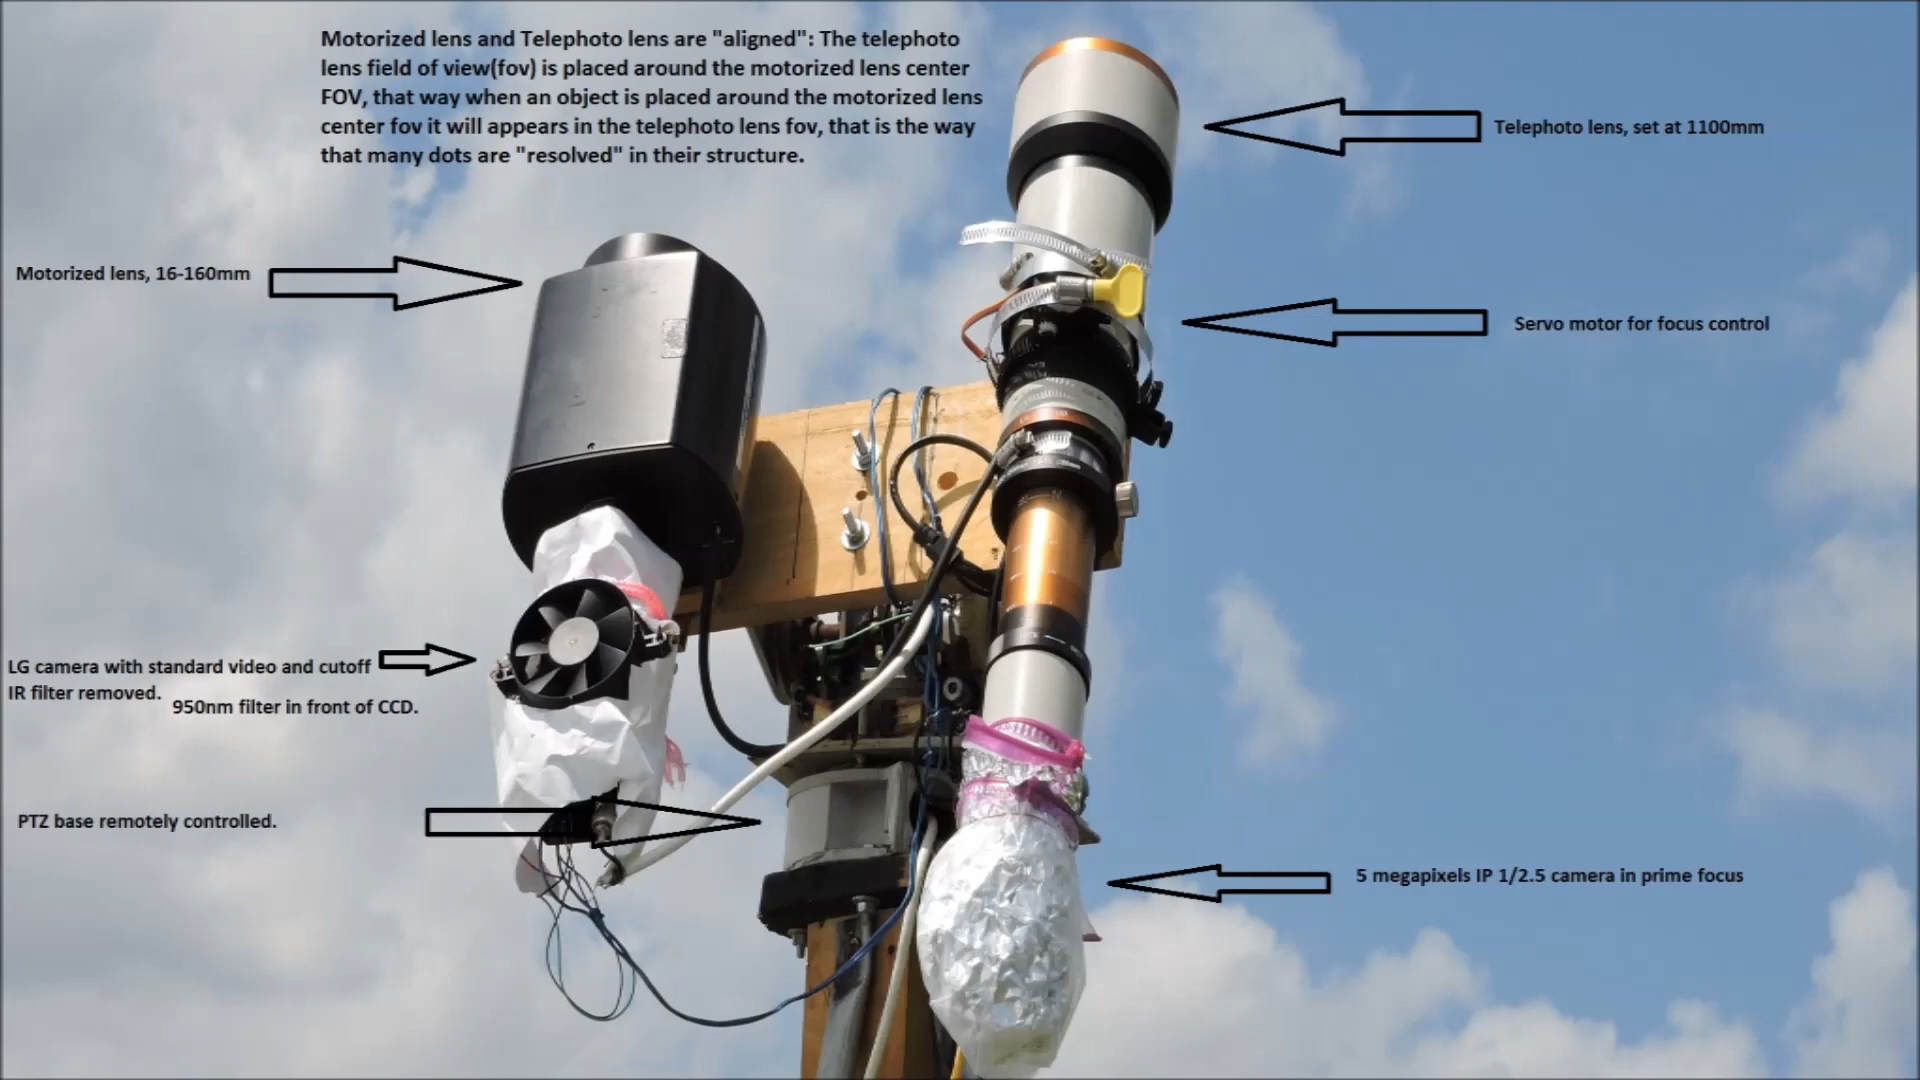 Motorized lens and Telephoto lens are "aligned": The telephoto
lens field of view(fov) is placed around the motorized lens center
FOV, that way when an object is placed around the motorized lens
center fov it will appears in the telephoto lens fov, that is the way
that many dots are "resolved" in their structure.
Telephoto lens, set at 1100mm
Motorized lens, 16-160mm
Servo motor for focus control
LG camera with standard video and cutoff
IR filter removed.
950nm filter in front of CCD.
PTZ base remotely controlled.
5 megapixels IP 1/2.5 camera in prime focus